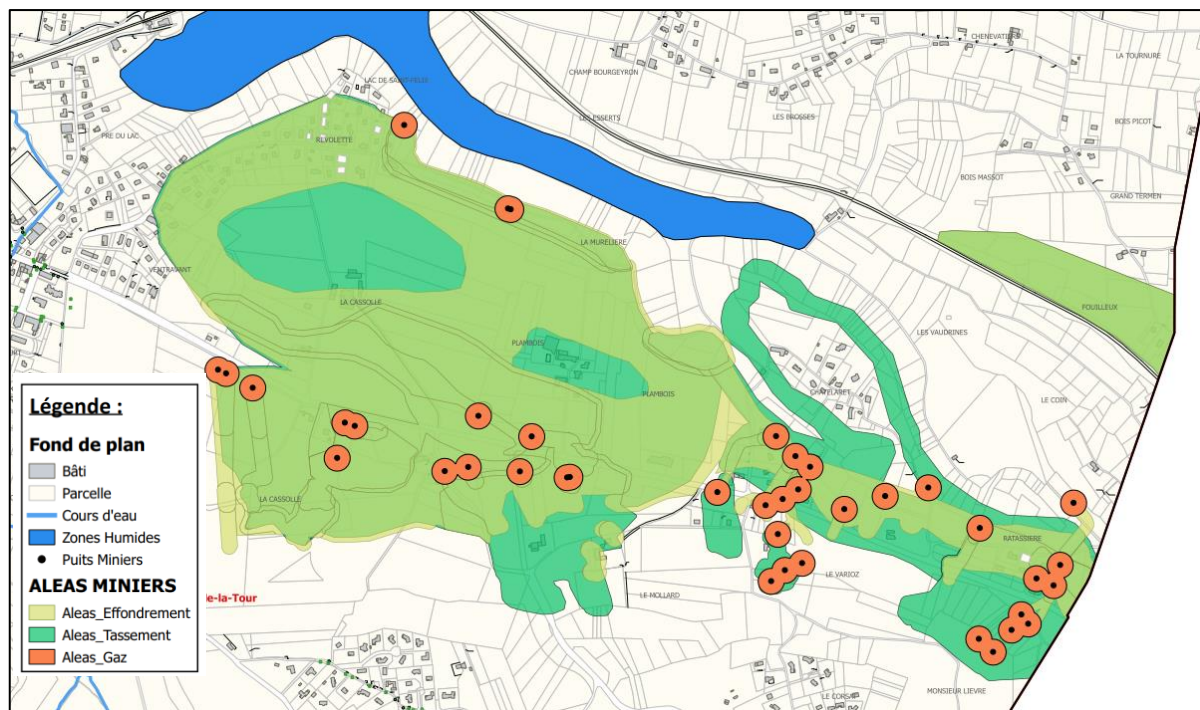 CHENEVATIERS
LA TOURNURE
CHAMP BOURGEYRON
LAC DE SAINT-FELIX
LES ESSERTS
LES BROSSES
BOIS PICOT
PRE DU LAC
REVOLETTE
BOIS MASSOT
GRAND TERMEN
LA MURELIERE
VENTRAVANT
LA CASSOLLE
FOUILLEUX
LES VAUDRINES
PLAMBOIS
PLAMBOIS
CHATELARET
LE COIN
Légende :
Fond de plan
Bâti
Parcelle
Cours d'eau
Zones Humides
Puits Miniers
ALEAS MINIERS
Aleas_Effondrement
Aleas_Tassement
Aleas_Gaz
LA CASSOLLE
RATASSIERE
LE VARIOZ
LE MOLLARD
le-la-Tour
MONSIEUR LIEVRE